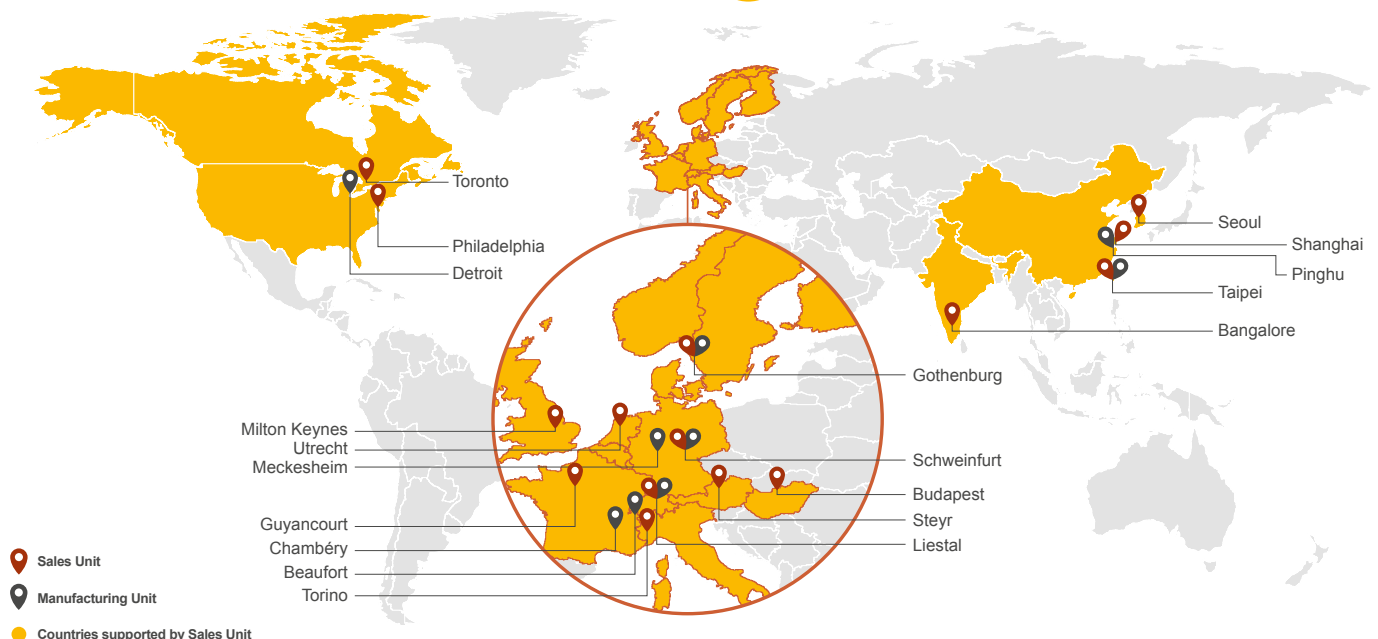 Toronto
Philadelphia
Detroit
Seoul
Shanghai
Pinghu
Taipei
Bangalore
Gothenburg
Milton Keynes
Utrecht
Meckesheim
Schweinfurt
Budapest
Guyancourt
Steyr
Chambéry
Liestal
Beaufort
Torino
Sales Unit
Manufacturing Unit
Countries supported by Sales Unit